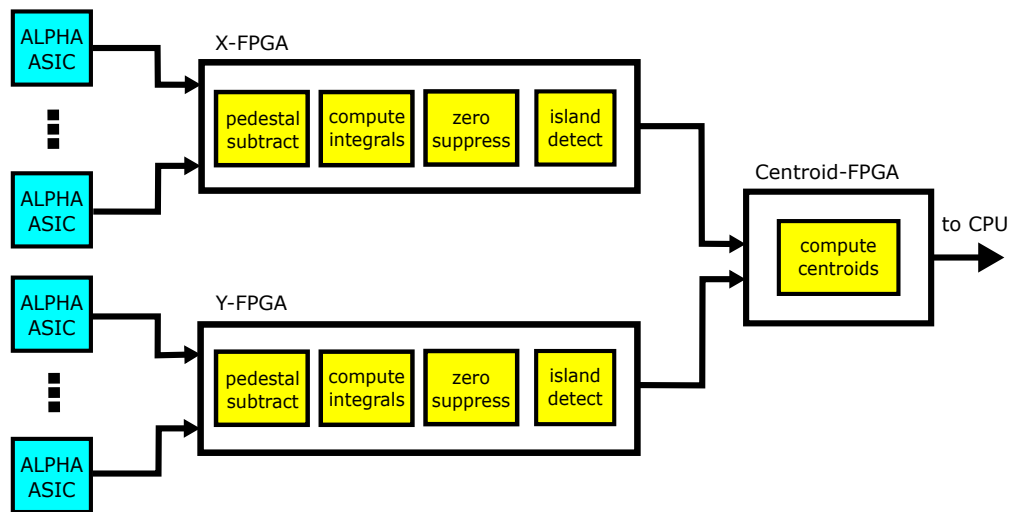 ALPHA
ASIC
ALPHA
ASIC
X-FPGA
pedestal
subtract
compute
integrals
zero
suppress
island
detect
ALPHA
ASIC
ALPHA
ASIC
Y-FPGA
pedestal
subtract
compute
integrals
zero
suppress
island
detect
Centroid-FPGA
compute
centroids
to CPU